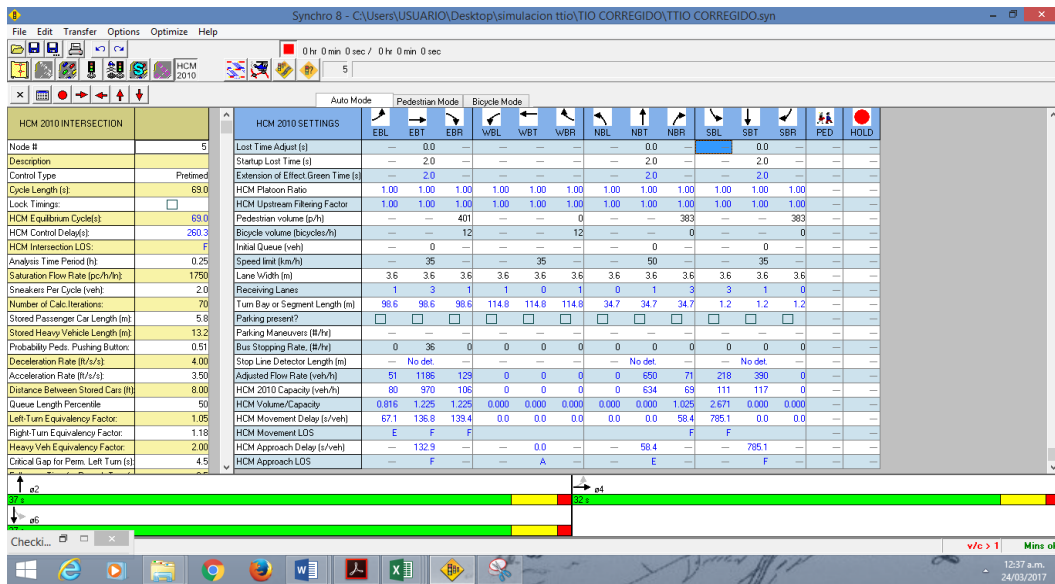 Synchro 8 - C:\Users\USUARIO\Desktop\simulacion ttio\TIO CORREGIDO\TTIO CORREGIDO.syn
File Edit Transfer Options Optimize Help
0 hr 0 min 0 sec / 0 hr 0 min 0 sec
HCM 2010 5
Auto Mode Pedestrian Mode Bicycle Mode
HCM 2010 INTERSECTION
Node # 5
Description
Control Type Pretimed
Cycle Length (s): 69.0
Lock Timings:
HCM Equilibrium Cycle(s): 69.0
HCM Control Delay(s): 260.3
HCM Intersection LOS: F
Analysis Time Period (h): 0.25
Saturation Flow Rate (pc/h/ln): 1750
Sneakers Per Cycle (veh): 2.0
Number of Calc.Iterations: 70
Stored Passenger Car Length (m): 5.8
Stored Heavy Vehicle Length (m): 13.2
Probability Peds. Pushing Button: 0.51
Deceleration Rate (ft/s/s): 4.00
Acceleration Rate (ft/s/s): 3.50
Distance Between Stored Cars (ft) 8.00
Queue Length Percentile 50
Left-Turn Equivalency Factor: 1.05
Right-Turn Equivalency Factor: 1.18
Heavy Veh Equivalency Factor: 2.00
Critical Gap for Perm. Left Turn (s): 4.5
HCM 2010 SETTINGS EBL EBT EBR WBL WBT WBR NBL NBT NBR SBL SBT SBR PED HOLD
Lost Time Adjust (s) — 0.0 — — — — — 0.0 — 0.0 — — —
Startup Lost Time (s) — 2.0 — — — — — 2.0 — — 2.0 — — —
Extension of Effect.Green Time (s) — 2.0 — — — — — 2.0 — — 2.0 — — —
HCM Platoon Ratio 1.00 1.00 1.00 1.00 1.00 1.00 1.00 1.00 1.00 1.00 1.00 1.00 — —
HCM Upstream Filtering Factor 1.00 1.00 1.00 1.00 1.00 1.00 1.00 1.00 1.00 1.00 1.00 1.00 — —
Pedestrian volume (p/h) — — 401 — — 0 — — 383 — — 383 — —
Bicycle volume (bicycles/h) — — 12 — — 12 — — 0 — — 0 — —
Initial Queue (veh) — 0 — — — — — 0 — — 0 — — —
Speed limit (km/h) — 35 — — 35 — — 50 — — 35 — — —
Lane Width (m) 3.6 3.6 3.6 3.6 3.6 3.6 3.6 3.6 3.6 3.6 3.6 3.6 — —
Receiving Lanes 1 3 1 1 0 1 0 1 3 3 1 0 — —
Turn Bay or Segment Length (m) 98.6 98.6 98.6 114.8 114.8 114.8 34.7 34.7 34.7 1.2 1.2 1.2 — —
Parking present? — —
Parking Maneuvers (#/hr) — — — — — — — — — — — — — —
Bus Stopping Rate, (#/hr) 0 36 0 0 0 0 0 0 0 0 0 0 — —
Stop Line Detector Length (m) — No det. — — — — — No det. — — No det. — — —
Adjusted Flow Rate (veh/h) 51 1186 129 0 0 0 0 650 71 218 390 0 — —
HCM 2010 Capacity (veh/h) 80 970 106 0 0 0 0 634 69 111 117 0 — —
HCM Volume/Capacity 0.816 1.225 1.225 0.000 0.000 0.000 0.000 0.000 1.025 2.671 0.000 0.000 — —
HCM Movement Delay (s/veh) 67.1 136.8 139.4 0.0 0.0 0.0 0.0 0.0 58.4 785.1 0.0 0.0 — —
HCM Movement LOS E F F F F — —
HCM Approach Delay (s/veh) — 132.9 — — 0.0 — — 58.4 — — 785.1 — — —
HCM Approach LOS — F — — A — — E — — F — — —
ø2 ø4
37 s 32 s
ø6
Checki...
v/c > 1 Mins ok
12:37 a.m.
24/03/2017